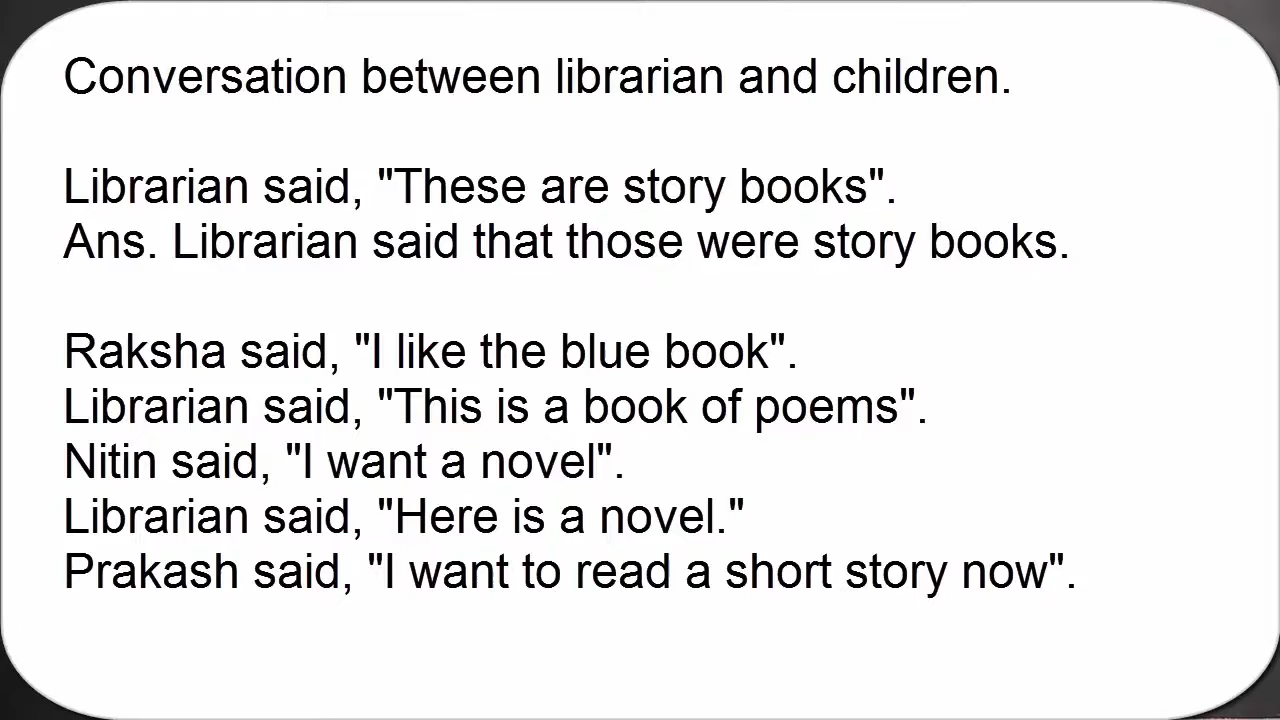 Conversation between librarian and children.
Librarian said, "These are story books".
Ans. Librarian said that those were story books.
Raksha said, "I like the blue book".
Librarian said, "This is a book of poems".
Nitin said, "I want a novel".
Librarian said, "Here is a novel."
Prakash said, "I want to read a short story now".